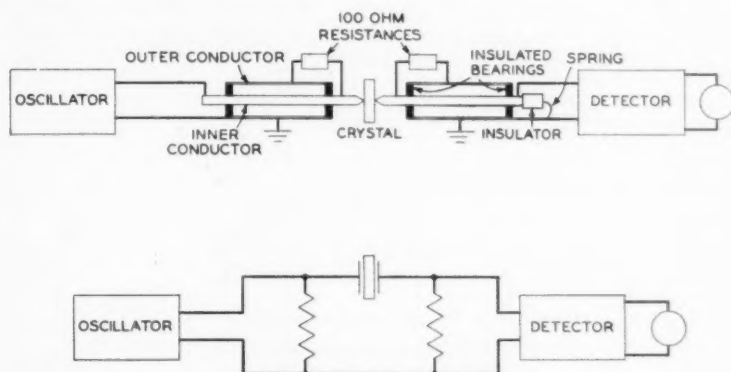 100 OHM
RESISTANCES
OUTER CONDUCTOR
INSULATED
BEARINGS
SPRING
OSCILLATOR
DETECTOR
INNER
CONDUCTOR
CRYSTAL
INSULATOR
OSCILLATOR
DETECTOR